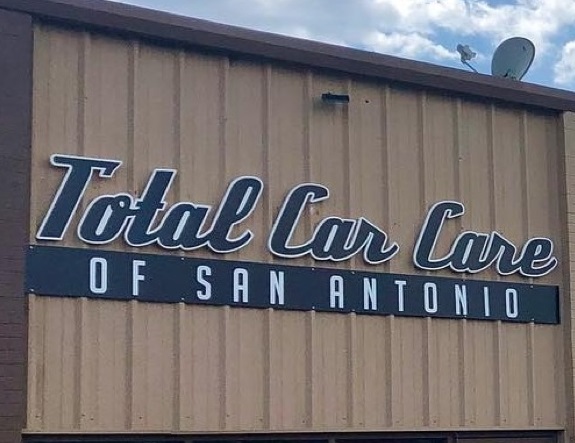 Total Car Care
OF SAN ANTONIO